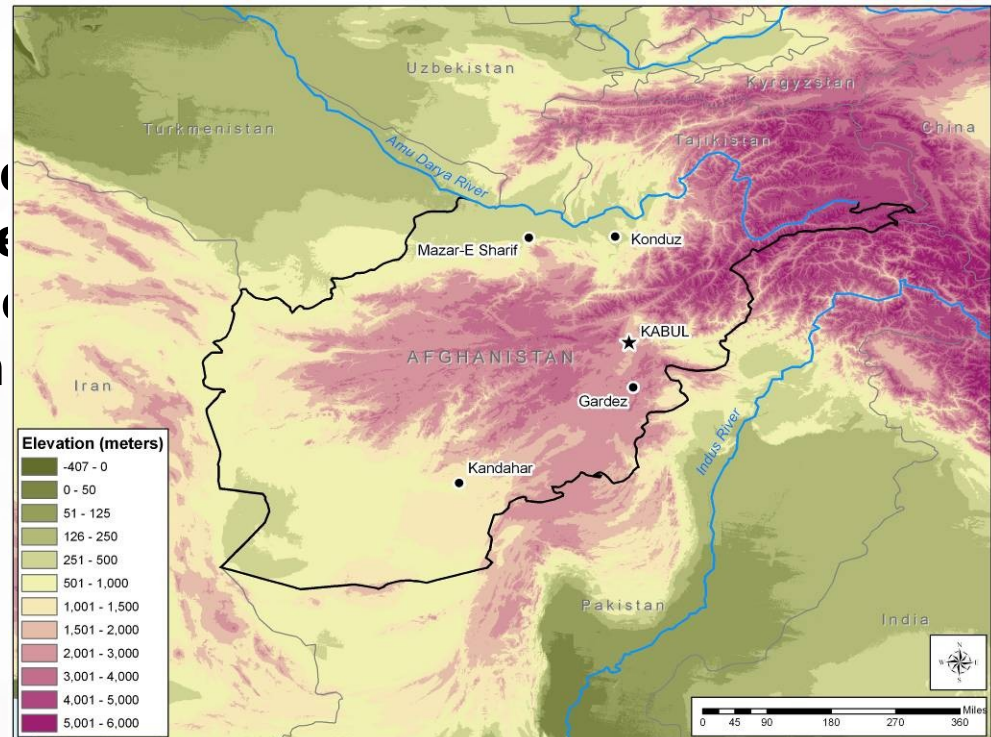 Uzbekistan
Kyrgyzstan
Turkmenistan
Tajikistan
China
Amu Darya River
Mazar-E Sharif
Konduz
KABUL
AFGHANISTAN
Iran
Gardez
Indus River
Kandahar
Pakistan
India
Elevation (meters)
-407 - 0
0 - 50
51 - 125
126 - 250
251 - 500
501 - 1,000
1,001 - 1,500
1,501 - 2,000
2,001 - 3,000
3,001 - 4,000
4,001 - 5,000
5,001 - 6,000
N
W E
S
Miles
0 45 90 180 270 360